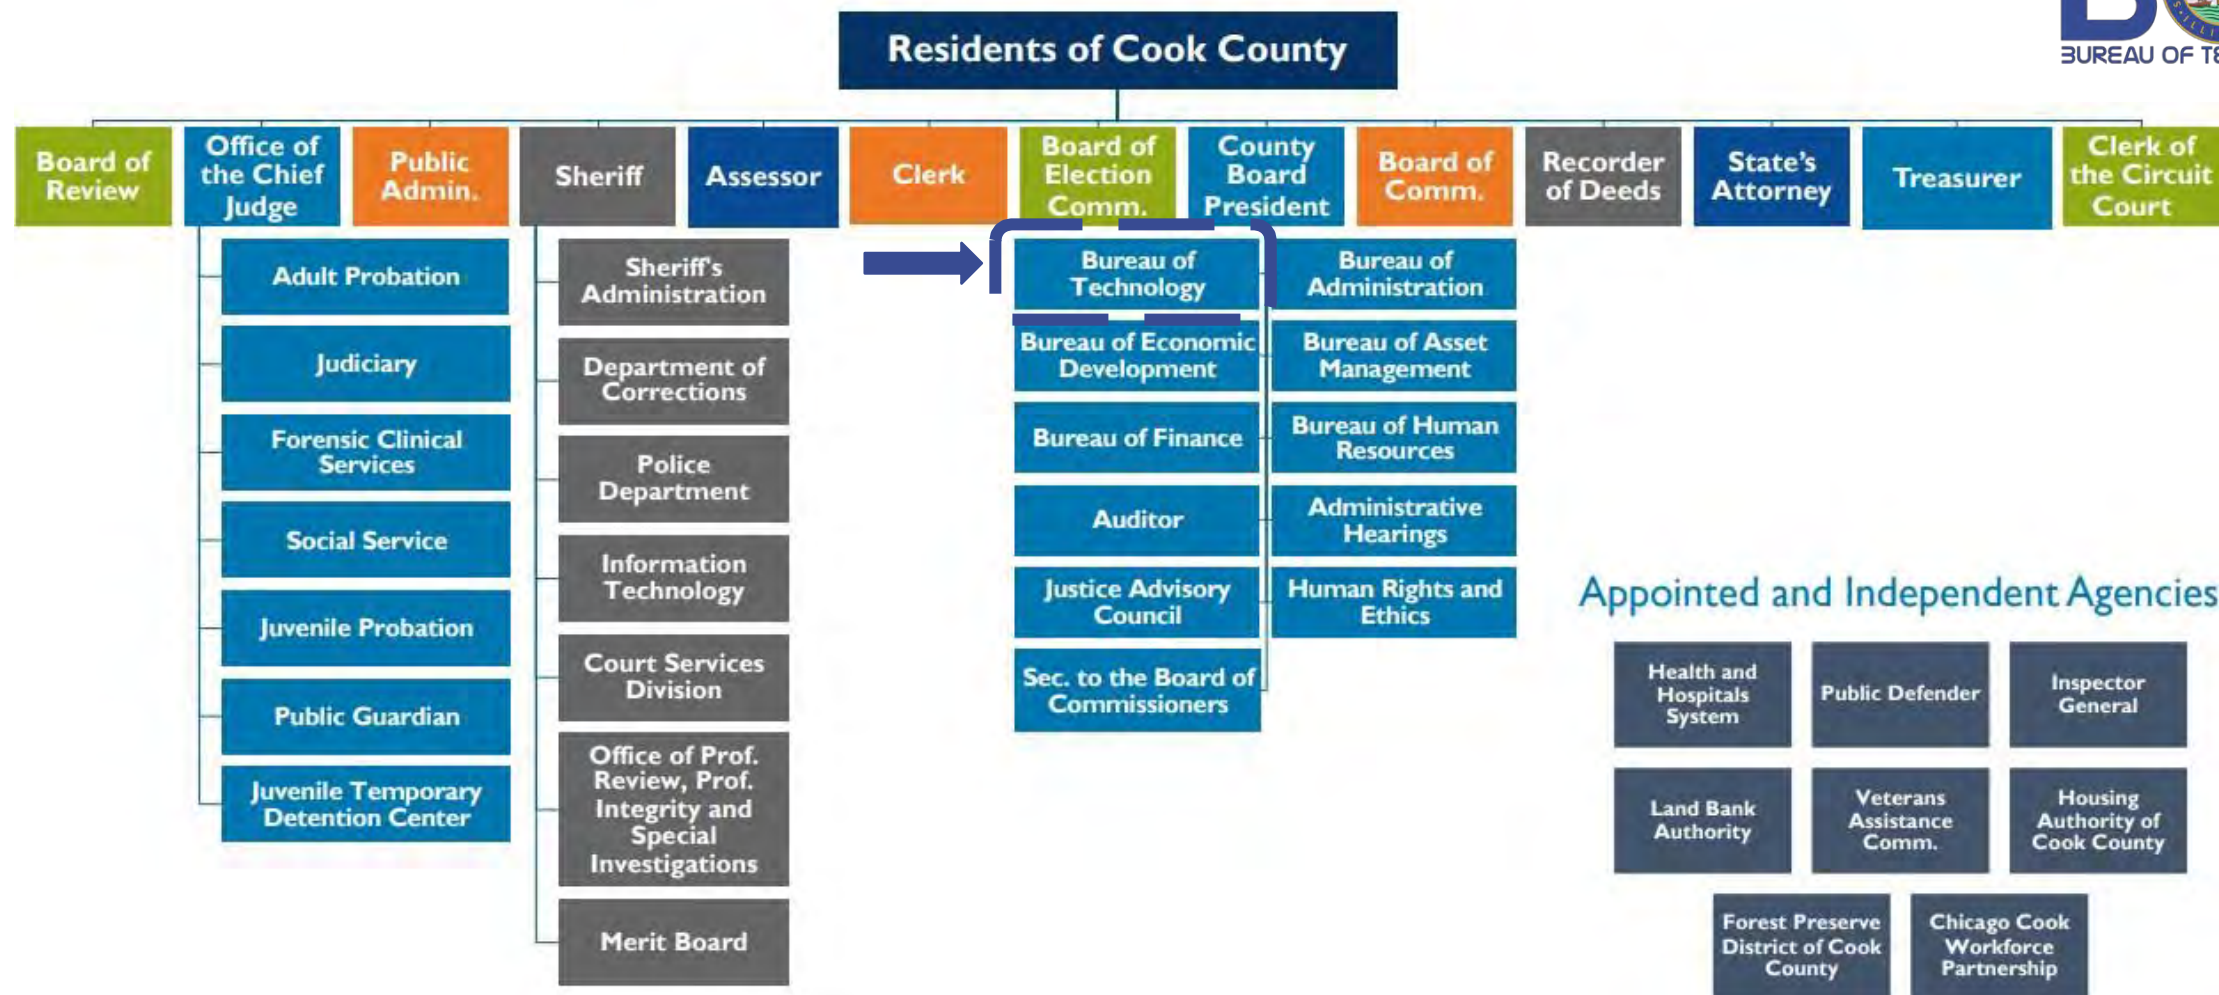 BUREAU OF
Residents of Cook County
Board of
Review
Office of
the Chief
Judge
Public
Admin.
Sheriff
Assessor
Clerk
Board of
Election
Comm.
County
Board
President
Board of
Comm.
Recorder
of Deeds
State's
Attorney
Treasurer
Clerk of
the Circuit
Court
Adult Probation
Judiciary
Forensic Clinical
Services
Social Service
Juvenile Probation
Public Guardian
Juvenile Temporary
Detention Center
Sheriff's
Administration
Department of
Corrections
Police
Department
Information
Technology
Court Services
Division
Office of Prof.
Review, Prof.
Integrity and
Special
Investigations
Merit Board
Bureau of
Technology
Bureau of
Administration
Bureau of Economic
Development
Bureau of Asset
Management
Bureau of Finance
Bureau of Human
Resources
Auditor
Administrative
Hearings
Justice Advisory
Council
Human Rights and
Ethics
Sec. to the Board of
Commissioners
Appointed and Independent Agencies
Health and
Hospitals
System
Public Defender
Inspector
General
Land Bank
Authority
Veterans
Assistance
Comm.
Housing
Authority of
Cook County
Forest Preserve
District of Cook
County
Chicago Cook
Workforce
Partnership